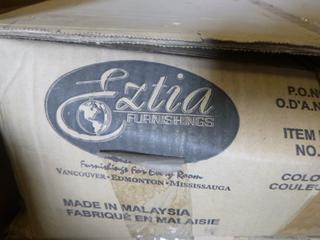 Eztia
FURNISHINGS
Furnishings For Every Room
VANCOUVER · EDMONTON · MISSISSAUGA
MADE IN MALAYSIA
FABRIQUÉ EN MALAISIE
P.O.NO
O.D'A.N
ITEM
NO.
COLO
COULEU